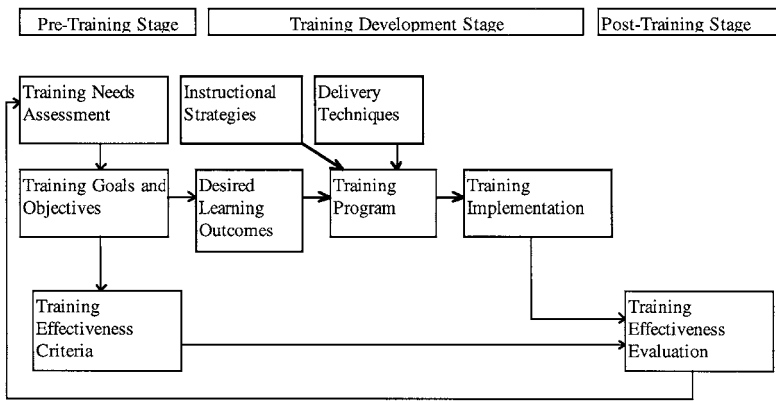 Pre-Training Stage
Training Development Stage
Post-Training Stage
Training Needs
Assessment
Instructional
Strategies
Delivery
Techniques
Training Goals and
Objectives
Desired
Learning
Outcomes
Training
Program
Training
Implementation
Training
Effectiveness
Criteria
Training
Effectiveness
Evaluation